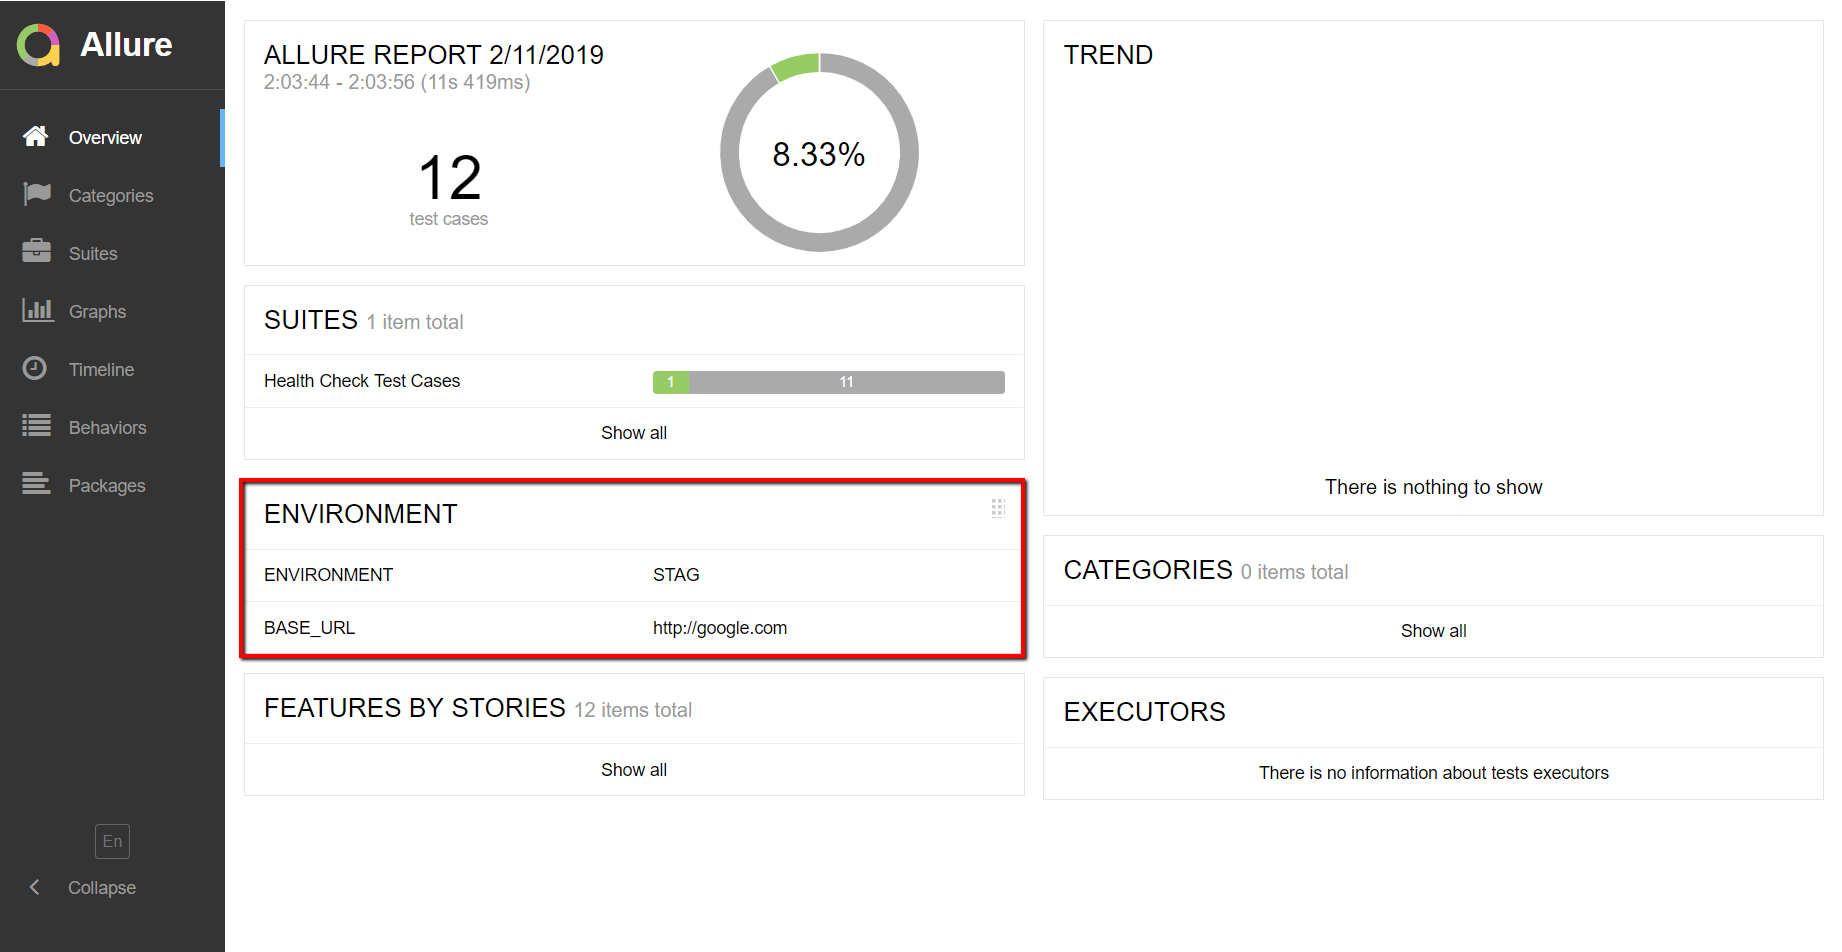 Allure
Overview
Categories
Suites
Graphs
Timeline
Behaviors
Packages
En
Collapse
ALLURE REPORT 2/11/2019
2:03:44 - 2:03:56 (11s 419ms)
12
test cases
8.33%
SUITES 1 item total
Health Check Test Cases 1 11
Show all
ENVIRONMENT
ENVIRONMENT STAG
BASE_URL http://google.com
FEATURES BY STORIES 12 items total
Show all
TREND
There is nothing to show
CATEGORIES 0 items total
Show all
EXECUTORS
There is no information about tests executors